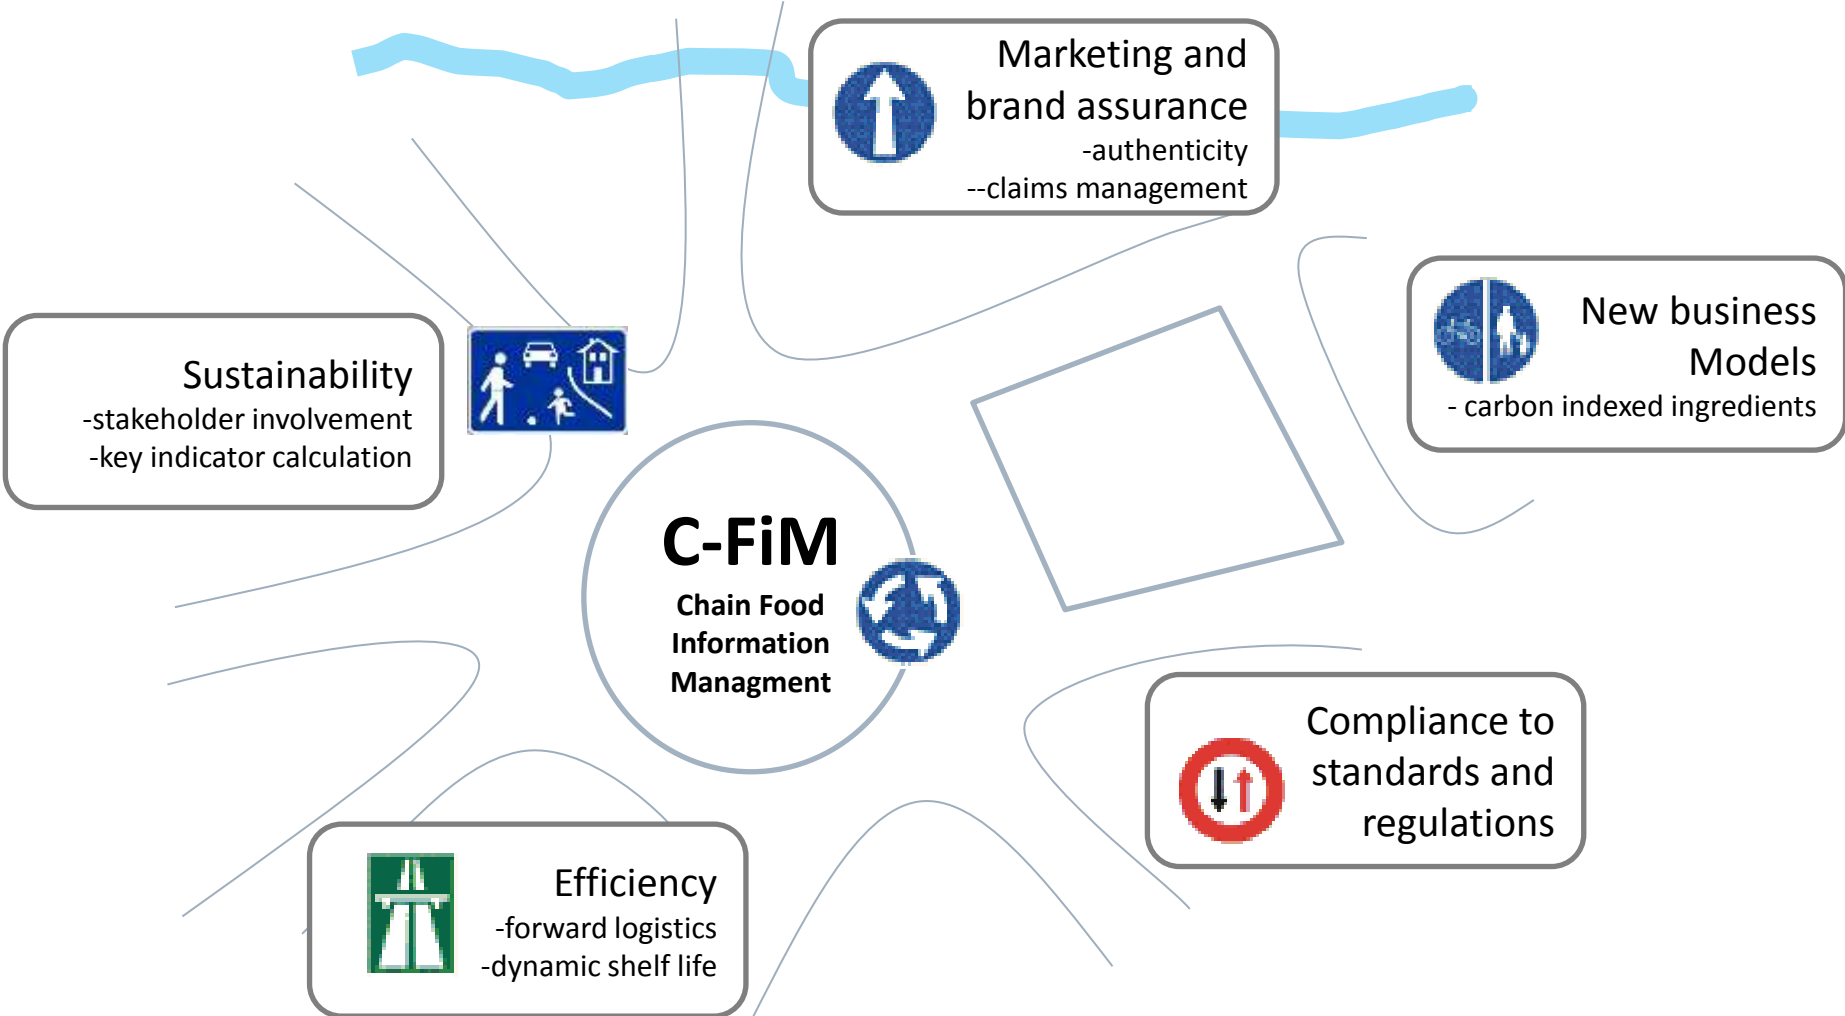 Marketing and
brand assurance
-authenticity
--claims management
New business
Models
- carbon indexed ingredients
Sustainability
-stakeholder involvement
-key indicator calculation
C-FiM
Chain Food
Information
Managment
Compliance to
standards and
regulations
Efficiency
-forward logistics
-dynamic shelf life